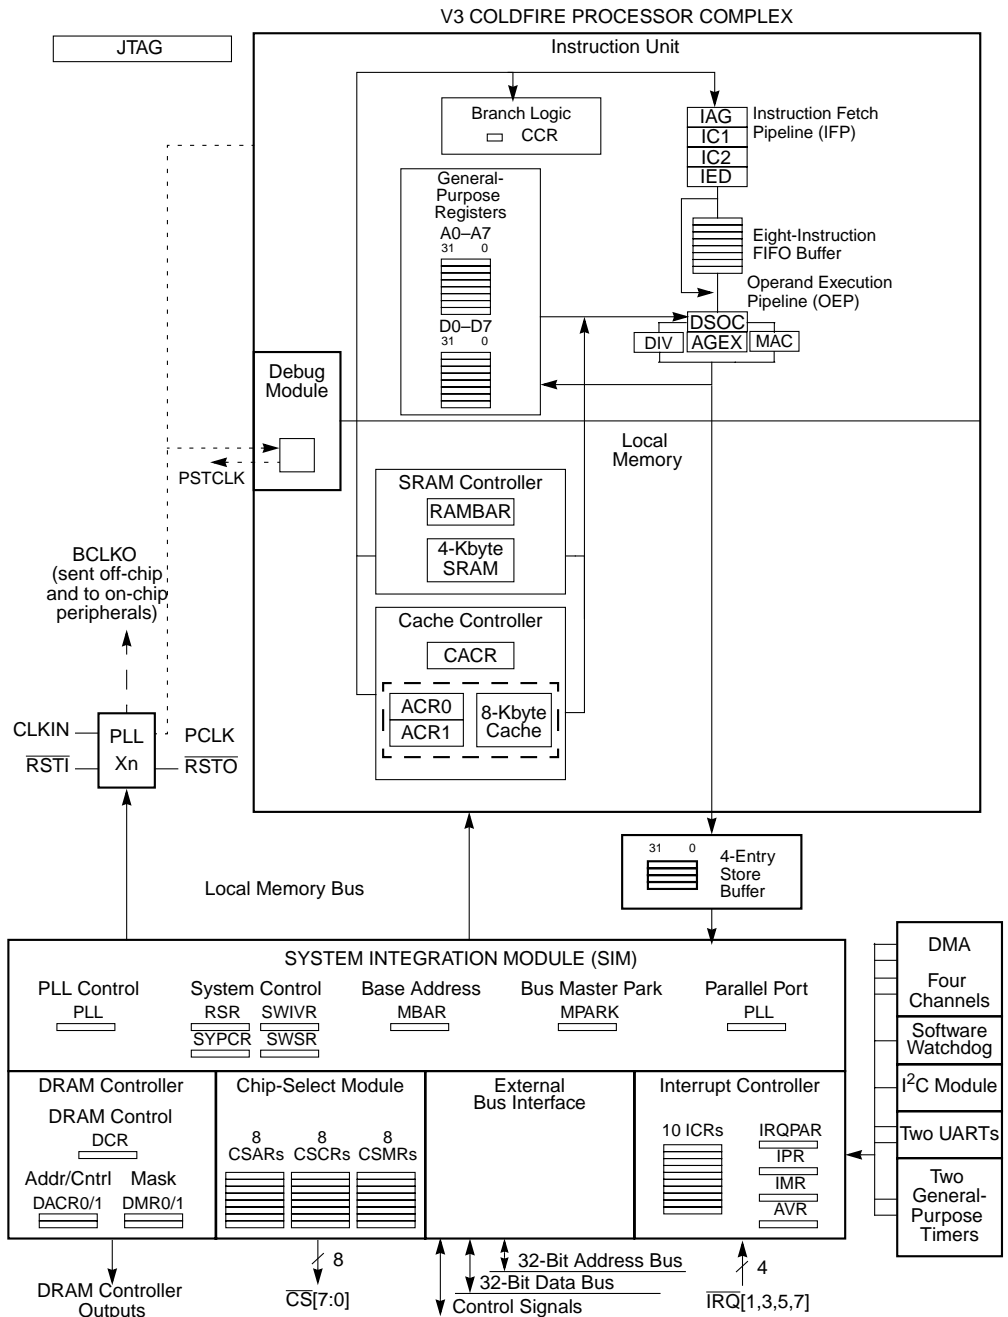 V3 COLDFIRE PROCESSOR COMPLEX
JTAG
Instruction Unit
Branch Logic
CCR
IAG
IC1
IC2
IED
Instruction Fetch
Pipeline (IFP)
General-
Purpose
Registers
A0–A7
31 0
D0–D7
31 0
Eight-Instruction
FIFO Buffer
Operand Execution
Pipeline (OEP)
DSOC
DIV
AGEX
MAC
Debug
Module
PSTCLK
Local
Memory
SRAM Controller
RAMBAR
4-Kbyte
SRAM
Cache Controller
CACR
ACR0
ACR1
8-Kbyte
Cache
BCLKO
(sent off-chip
and to on-chip
peripherals)
CLKIN
RSTI
PLL
Xn
PCLK
RSTO
31 0
4-Entry
Store
Buffer
Local Memory Bus
SYSTEM INTEGRATION MODULE (SIM)
PLL Control
PLL
System Control
RSR
SWIVR
SYPCR
SWSR
Base Address
MBAR
Bus Master Park
MPARK
Parallel Port
PLL
DRAM Controller
DRAM Control
DCR
Addr/Cntrl
DACR0/1
Mask
DMR0/1
Chip-Select Module
8
CSARs
8
CSCRs
8
CSMRs
External
Bus Interface
Interrupt Controller
10 ICRs
IRQPAR
IPR
IMR
AVR
DMA
Four
Channels
Software
Watchdog
I²C Module
Two UARTs
Two
General-
Purpose
Timers
DRAM Controller
Outputs
8
CS[7:0]
32-Bit Address Bus
32-Bit Data Bus
Control Signals
4
IRQ[1,3,5,7]